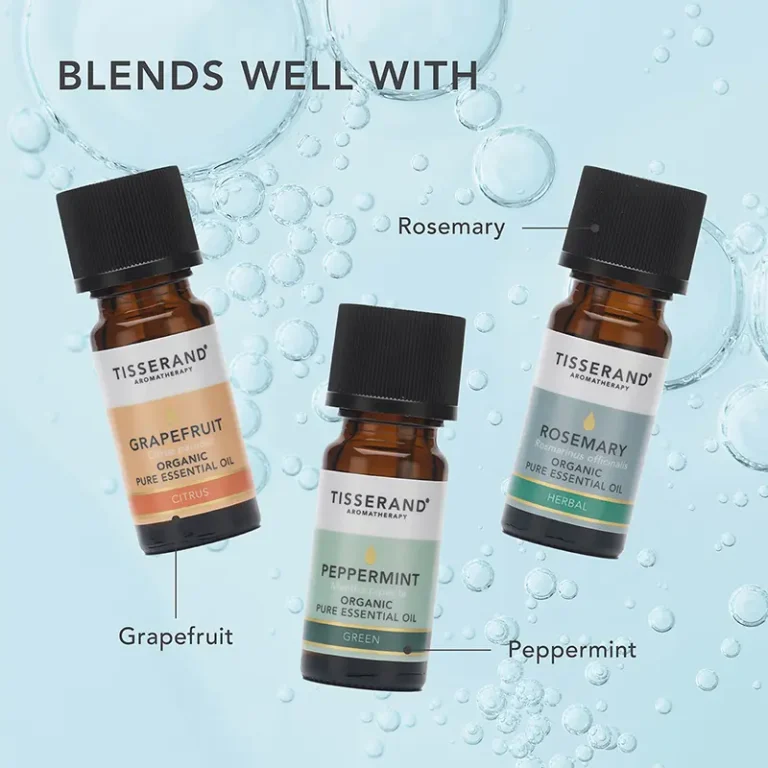 BLENDS WELL WITH
Rosemary
TISSERAND
AROMATHERAPY
GRAPEFRUIT
ORGANIC
PURE ESSENTIAL OIL
CITRUS
Grapefruit
TISSERAND
AROMATHERAPY
PEPPERMINT
ORGANIC
PURE ESSENTIAL OIL
GREEN
Peppermint
TISSERAND
AROMATHERAPY
ROSEMARY
Rosmarinus officinalis
ORGANIC
PURE ESSENTIAL OIL
HERBAL